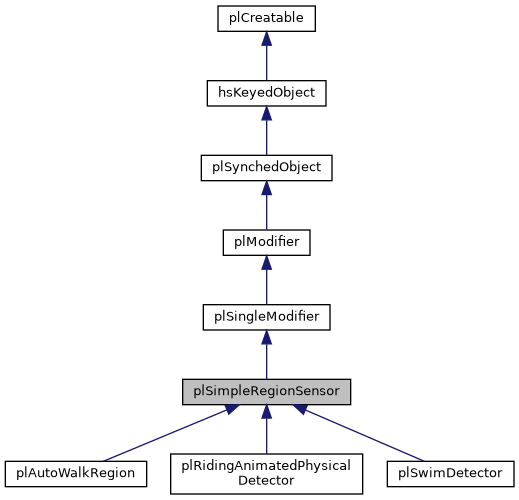 plCreatable
hsKeyedObject
plSynchedObject
plModifier
plSingleModifier
plSimpleRegionSensor
plAutoWalkRegion
plRidingAnimatedPhysical
Detector
plSwimDetector